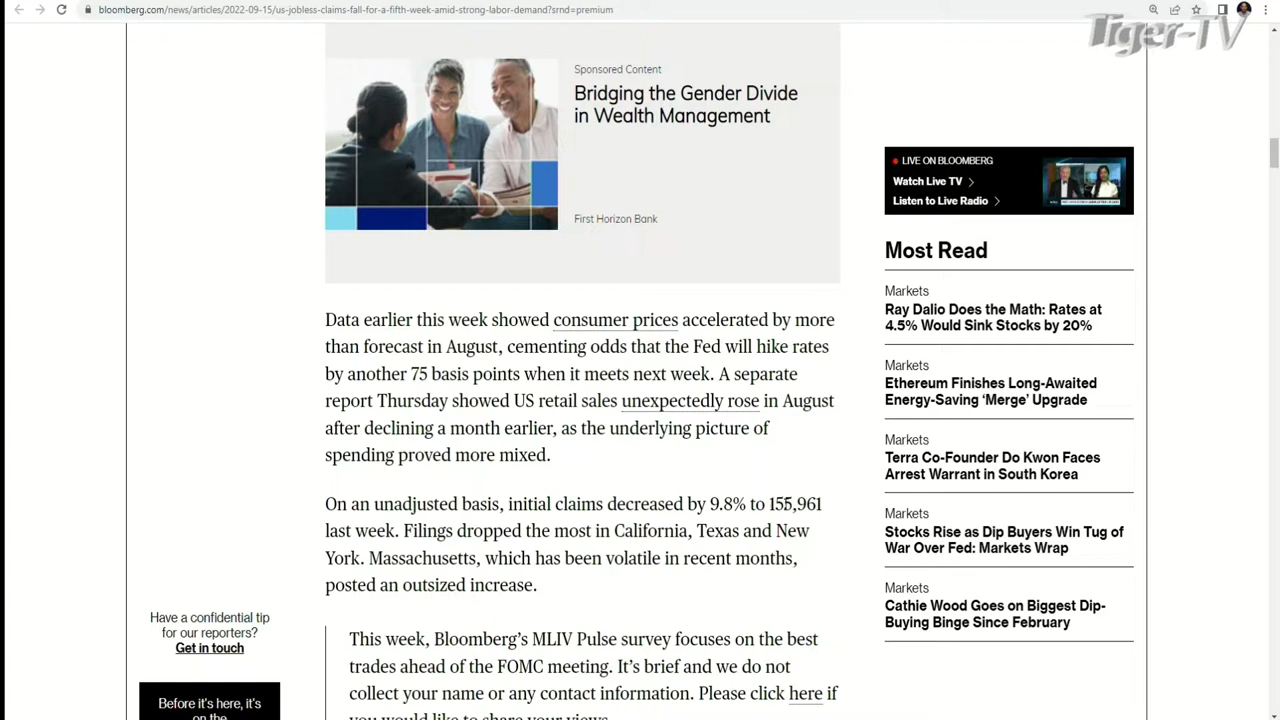 bloomberg.com/news/articles/2022-09-15/us-jobless-claims-fall-for-a-fifth-week-amid-strong-labor-demand?srnd=premium
Tiger-TV
Sponsored Content
Bridging the Gender Divide
in Wealth Management
First Horizon Bank
Data earlier this week showed consumer prices accelerated by more
than forecast in August, cementing odds that the Fed will hike rates
by another 75 basis points when it meets next week. A separate
report Thursday showed US retail sales unexpectedly rose in August
after declining a month earlier, as the underlying picture of
spending proved more mixed.
On an unadjusted basis, initial claims decreased by 9.8% to 155,961
last week. Filings dropped the most in California, Texas and New
York. Massachusetts, which has been volatile in recent months,
posted an outsized increase.
This week, Bloomberg’s MLIV Pulse survey focuses on the best
trades ahead of the FOMC meeting. It’s brief and we do not
collect your name or any contact information. Please click here if
you would like to share your views.
Have a confidential tip
for our reporters?
Get in touch
Before it's here, it's
on the
LIVE ON BLOOMBERG
Watch Live TV
Listen to Live Radio
Most Read
Markets
Ray Dalio Does the Math: Rates at
4.5% Would Sink Stocks by 20%
Markets
Ethereum Finishes Long-Awaited
Energy-Saving ‘Merge’ Upgrade
Markets
Terra Co-Founder Do Kwon Faces
Arrest Warrant in South Korea
Markets
Stocks Rise as Dip Buyers Win Tug of
War Over Fed: Markets Wrap
Markets
Cathie Wood Goes on Biggest Dip-
Buying Binge Since February